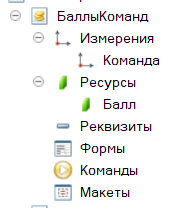 БаллыКоманд
Измерения
Команда
Ресурсы
Балл
Реквизиты
Формы
Команды
Макеты